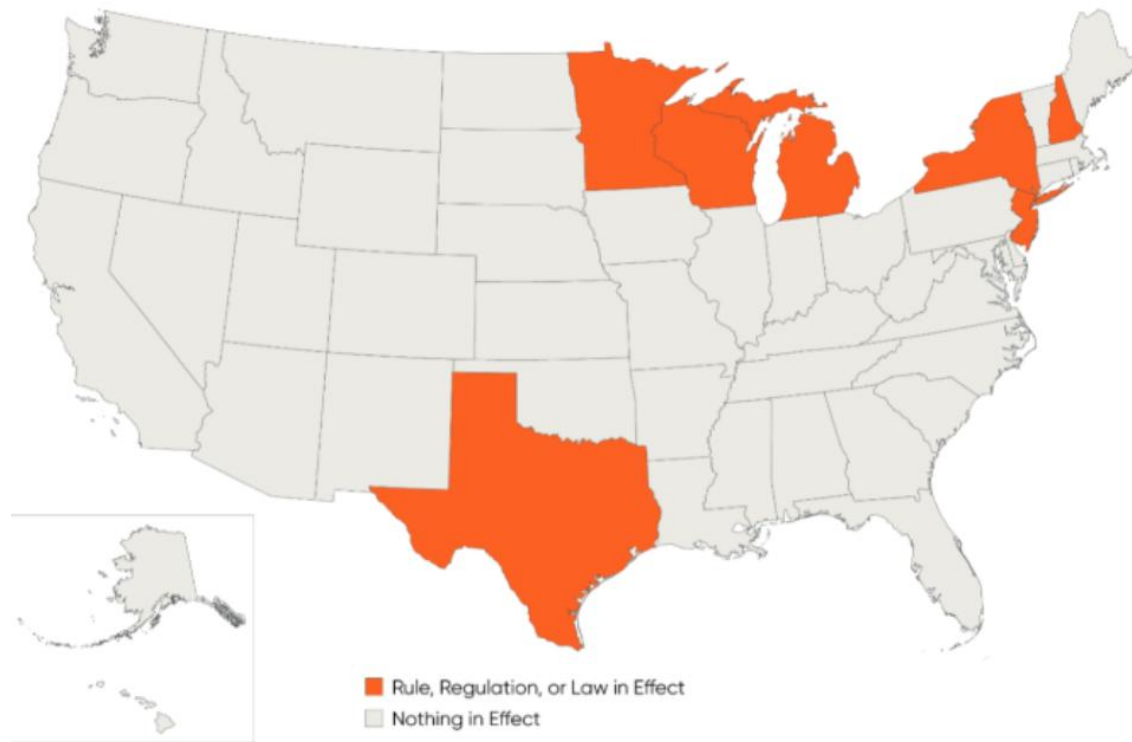 Rule, Regulation, or Law in Effect
Nothing in Effect